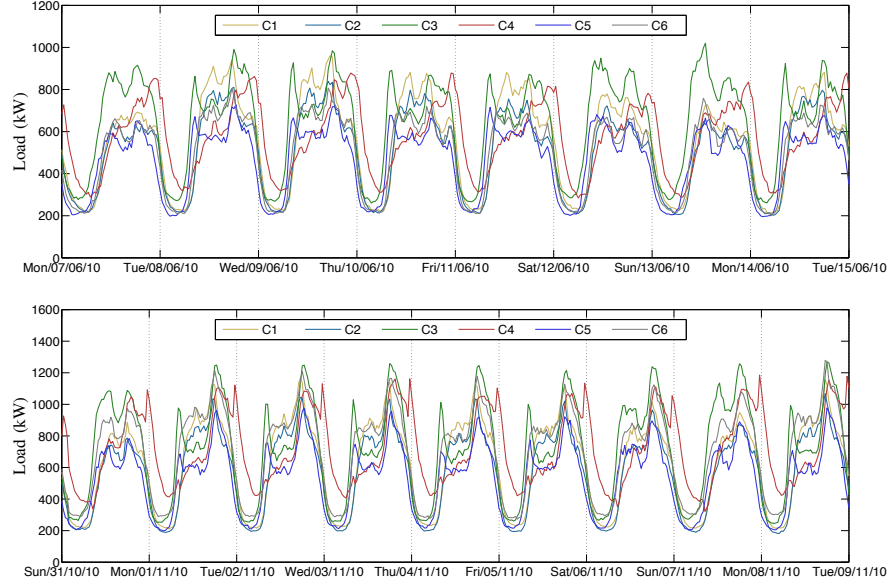 1200
1000
800
600
400
200
0
Load (kW)
C1 C2 C3 C4 C5 C6
Mon/07/06/10 Tue/08/06/10 Wed/09/06/10 Thu/10/06/10 Fri/11/06/10 Sat/12/06/10 Sun/13/06/10 Mon/14/06/10 Tue/15/06/10
1600
1400
1200
1000
800
600
400
200
0
Load (kW)
C1 C2 C3 C4 C5 C6
Sun/31/10/10 Mon/01/11/10 Tue/02/11/10 Wed/03/11/10 Thu/04/11/10 Fri/05/11/10 Sat/06/11/10 Sun/07/11/10 Mon/08/11/10 Tue/09/11/10